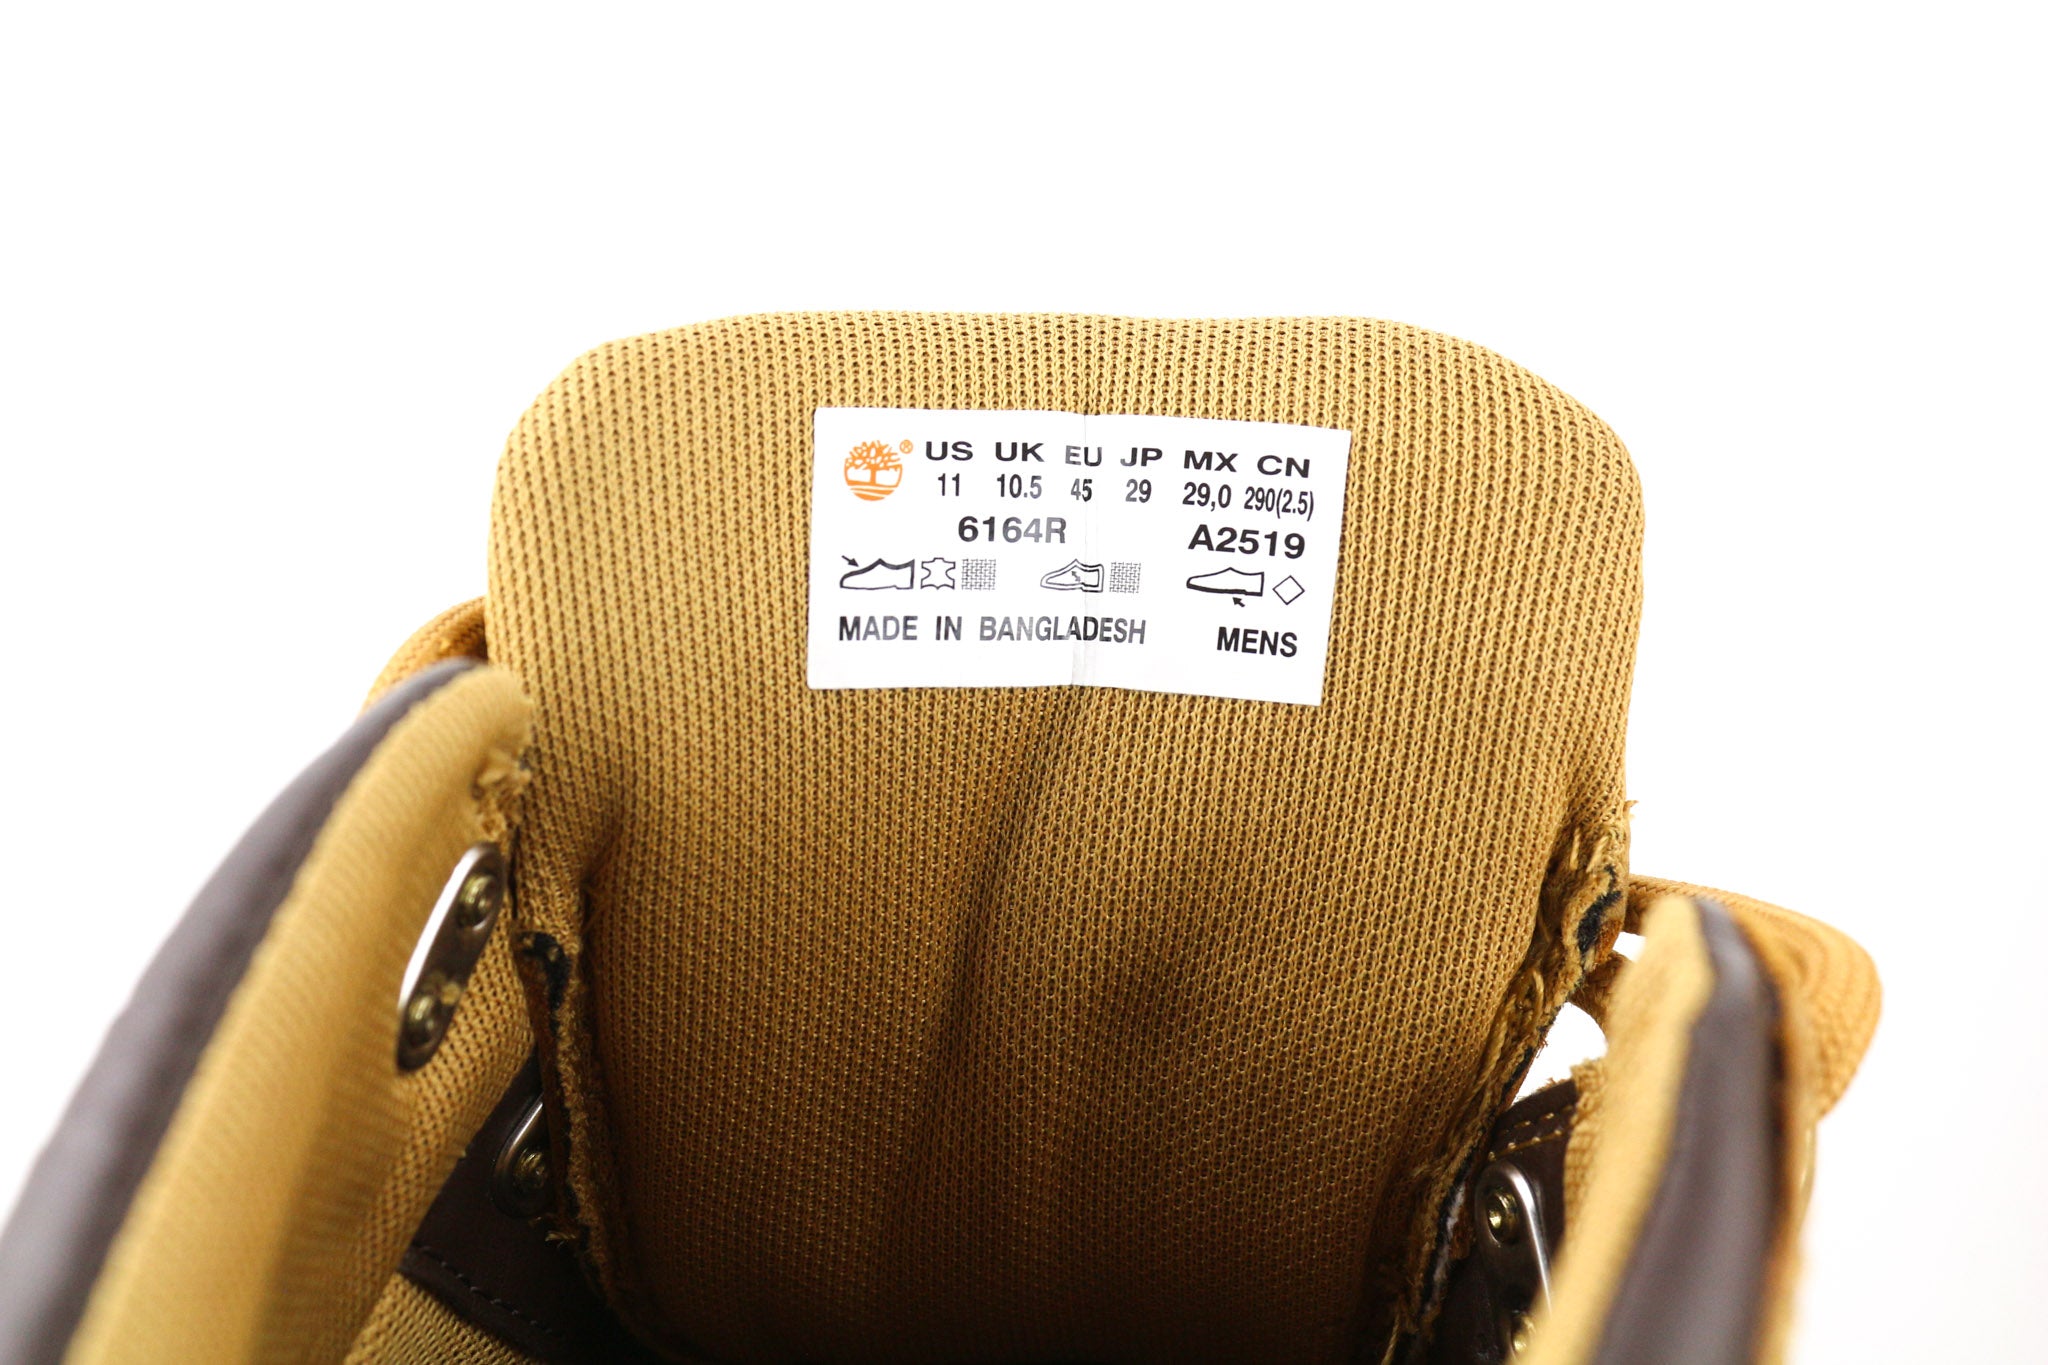 ® US UK EU JP MX CN
11 10.5 45 29 29,0 290(2.5)
6164R A2519
MADE IN BANGLADESH MENS